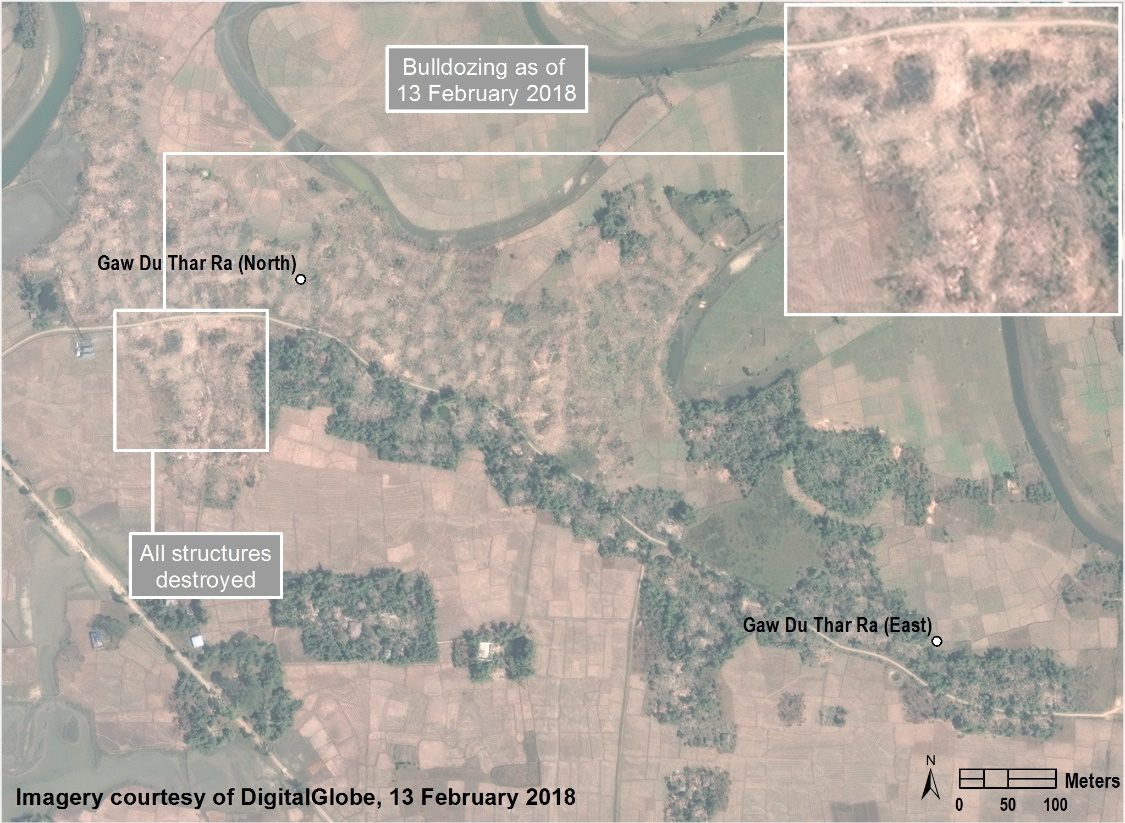 Bulldozing as of
13 February 2018
Gaw Du Thar Ra (North)
All structures
destroyed
Gaw Du Thar Ra (East)
N
Meters
0 50 100
Imagery courtesy of DigitalGlobe, 13 February 2018